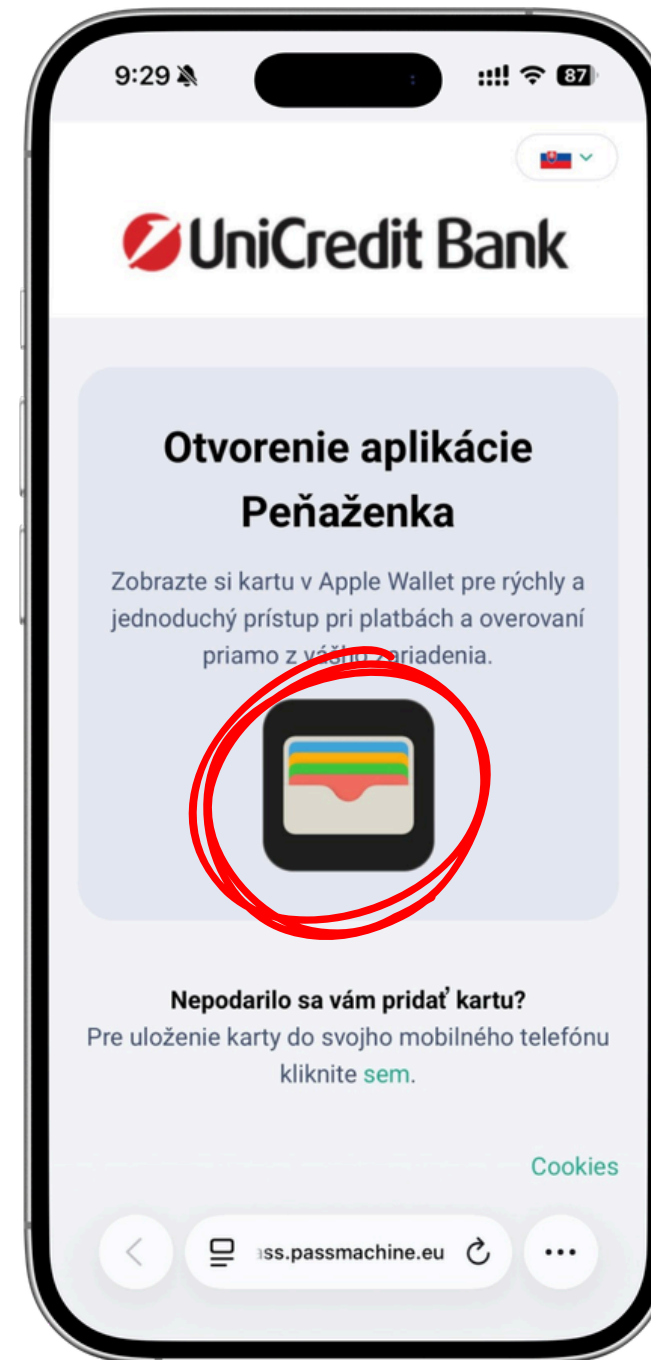 9:29
87
UniCredit Bank
Otvorenie aplikácie
Peňaženka
Zobrazte si kartu v Apple Wallet pre rýchly a
jednoduchý prístup pri platbách a overovaní
priamo z vášho zariadenia.
Nepodarilo sa vám pridať kartu?
Pre uloženie karty do svojho mobilného telefónu
kliknite sem.
Cookies
ass.passmachine.eu